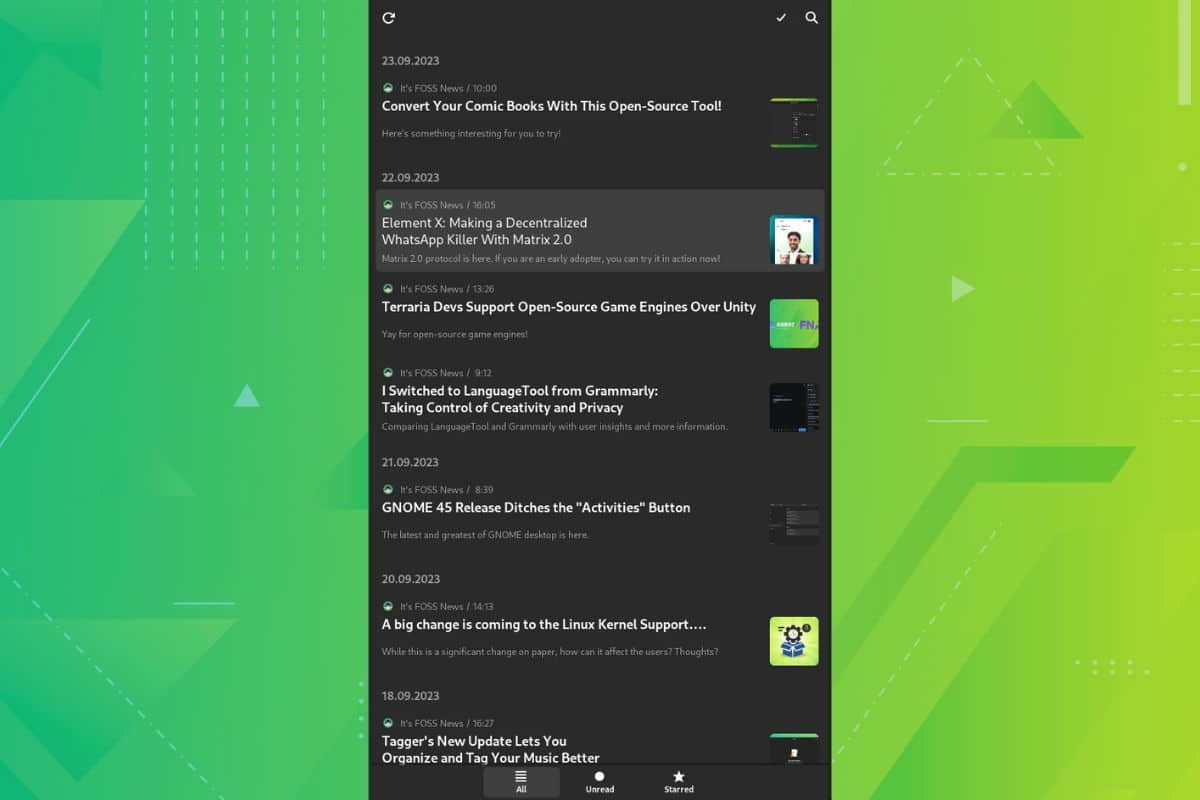 23.09.2023
It's FOSS News / 10:00
Convert Your Comic Books With This Open-Source Tool!
Here's something interesting for you to try!
22.09.2023
It's FOSS News / 16:05
Element X: Making a Decentralized
WhatsApp Killer With Matrix 2.0
Matrix 2.0 protocol is here. If you are an early adopter, you can try it in action now!
It's FOSS News / 13:26
Terraria Devs Support Open-Source Game Engines Over Unity
Yay for open-source game engines!
FNA
It's FOSS News / 9:12
I Switched to LanguageTool from Grammarly:
Taking Control of Creativity and Privacy
Comparing LanguageTool and Grammarly with user insights and more information.
21.09.2023
It's FOSS News / 8:39
GNOME 45 Release Ditches the "Activities" Button
The latest and greatest of GNOME desktop is here.
20.09.2023
It's FOSS News / 14:13
A big change is coming to the Linux Kernel Support....
While this is a significant change on paper, how can it affect the users? Thoughts?
18.09.2023
It's FOSS News / 16:27
Tagger's New Update Lets You
Organize and Tag Your Music Better
All
Unread
Starred